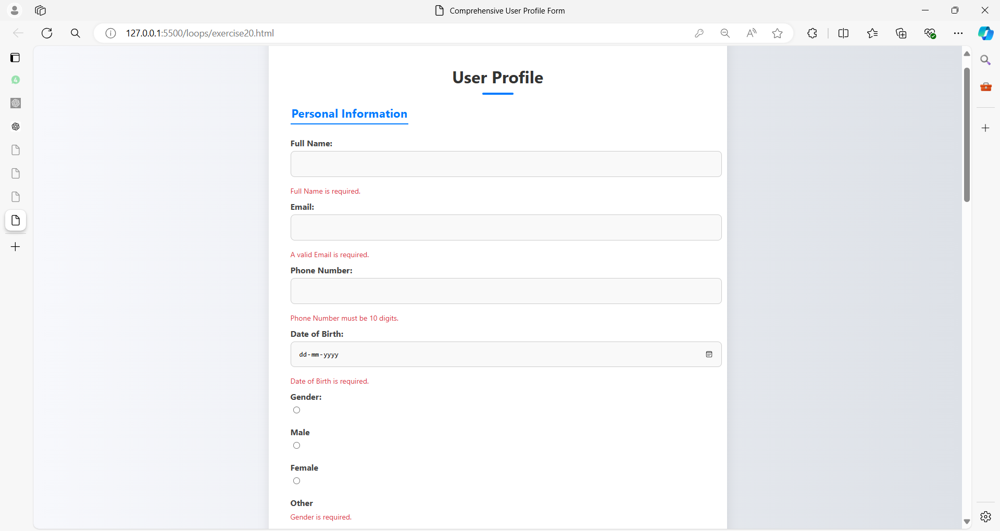 Comprehensive User Profile Form
127.0.0.1:5500/loops/exercise20.html
User Profile
Personal Information
Full Name:
Full Name is required.
Email:
A valid Email is required.
Phone Number:
Phone Number must be 10 digits.
Date of Birth:
dd-mm-yyyy
Date of Birth is required.
Gender:
Male
Female
Other
Gender is required.